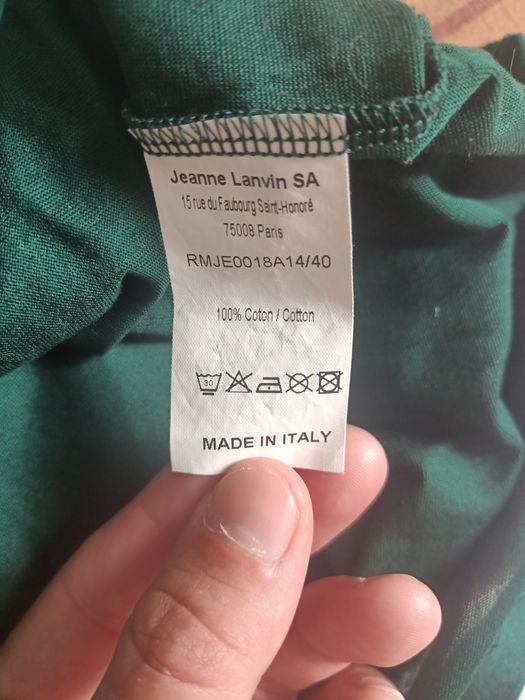 Jeanne Lanvin SA
15 rue du Faubourg Saint-Honoré
75008 Paris
RMJE0018A14/40
100% Coton / Cotton
30
MADE IN ITALY